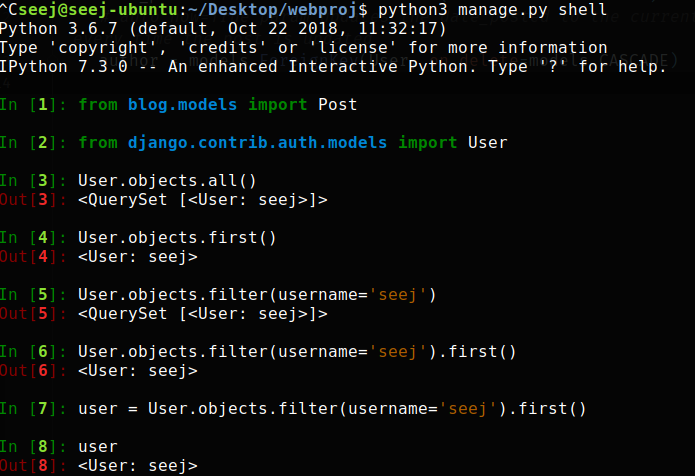 ^Cseej@seej-ubuntu:~/Desktop/webproj$ python3 manage.py shell
Python 3.6.7 (default, Oct 22 2018, 11:32:17)
Type 'copyright', 'credits' or 'license' for more information
IPython 7.3.0 -- An enhanced Interactive Python. Type '?' for help.
In [1]: from blog.models import Post
In [2]: from django.contrib.auth.models import User
In [3]: User.objects.all()
Out[3]: <QuerySet [<User: seej>]>
In [4]: User.objects.first()
Out[4]: <User: seej>
In [5]: User.objects.filter(username='seej')
Out[5]: <QuerySet [<User: seej>]>
In [6]: User.objects.filter(username='seej').first()
Out[6]: <User: seej>
In [7]: user = User.objects.filter(username='seej').first()
In [8]: user
Out[8]: <User: seej>